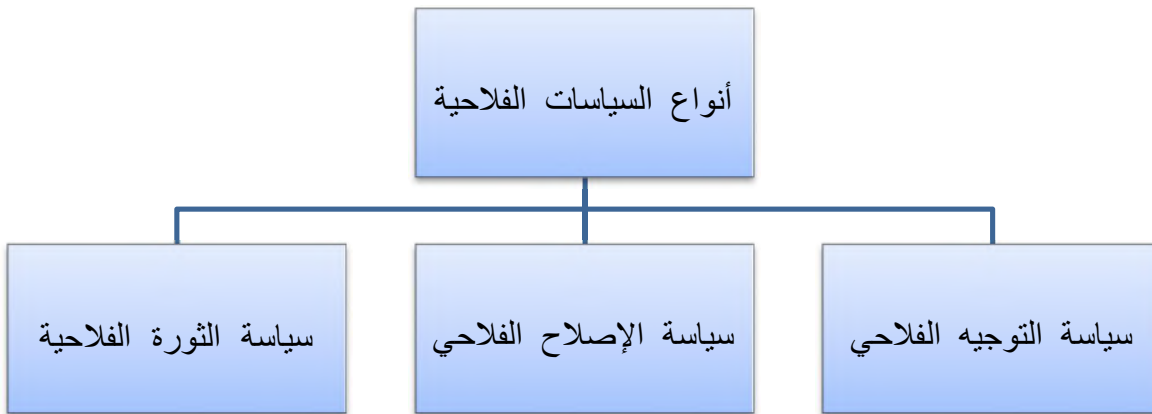 أنواع السياسات الفلاحية
سياسة التوجيه الفلاحي
سياسة الإصلاح الفلاحي
سياسة الثورة الفلاحية